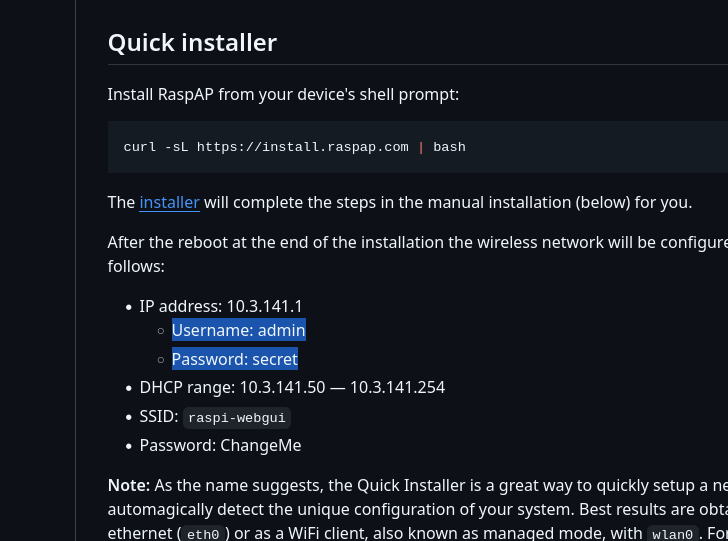 Quick installer
Install RaspAP from your device's shell prompt:
curl -sL https://install.raspap.com | bash
The installer will complete the steps in the manual installation (below) for you.
After the reboot at the end of the installation the wireless network will be configure
follows:
IP address: 10.3.141.1
Username: admin
Password: secret
DHCP range: 10.3.141.50 — 10.3.141.254
SSID: raspi-webgui
Password: ChangeMe
Note: As the name suggests, the Quick Installer is a great way to quickly setup a ne
automagically detect the unique configuration of your system. Best results are obta
ethernet (eth0) or as a WiFi client, also known as managed mode, with wlan0. For